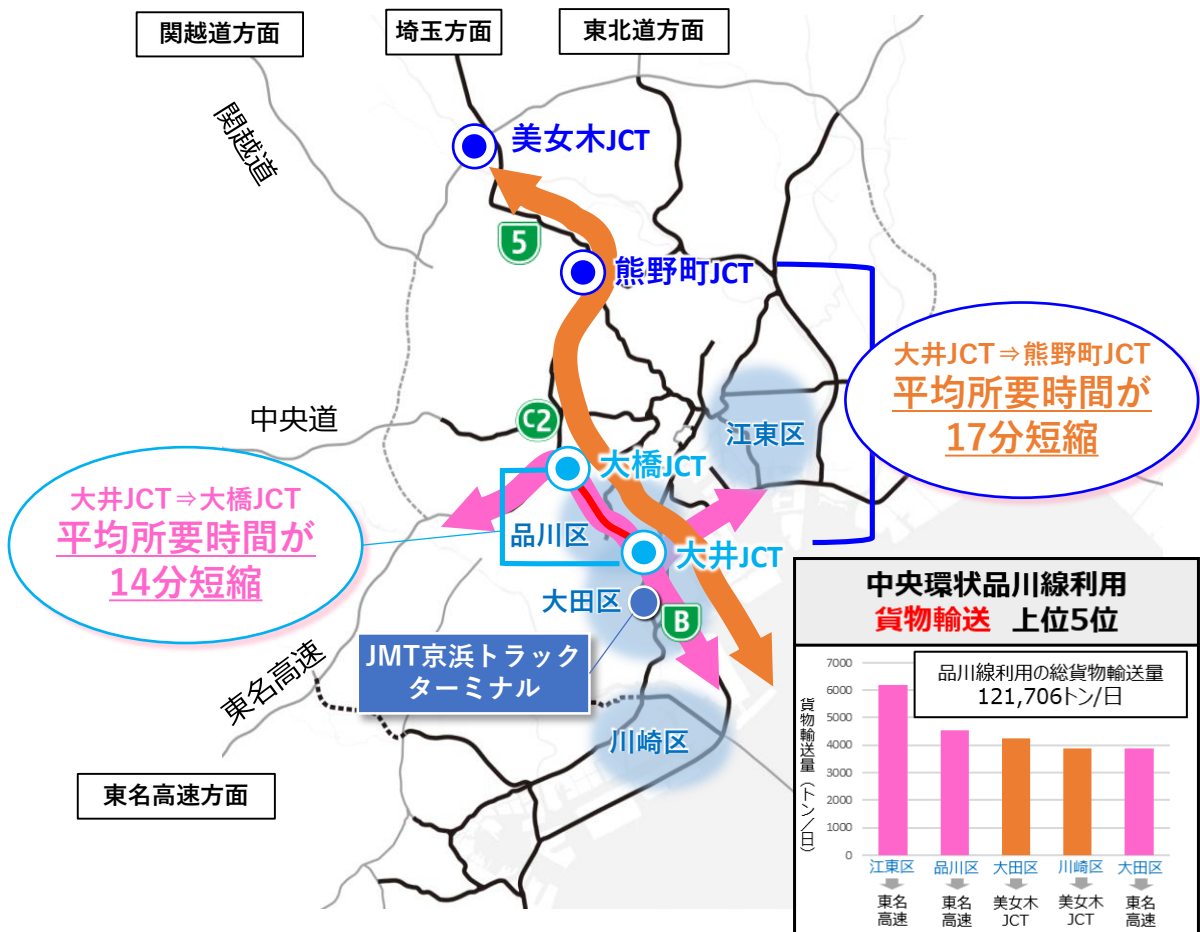 関越道方面
埼玉方面
東北道方面
関越道
美女木JCT
5
熊野町JCT
大井JCT⇒熊野町JCT
平均所要時間が
17分短縮
中央道
C2
江東区
大橋JCT
大井JCT⇒大橋JCT
平均所要時間が
14分短縮
品川区
大井JCT
大田区
B
JMT京浜トラック
ターミナル
東名高速
川崎区
東名高速方面
中央環状品川線利用
貨物輸送 上位5位
品川線利用の総貨物輸送量
121,706トン/日
貨物輸送量(トン/日)
7000
6000
5000
4000
3000
2000
1000
0
江東区 品川区 大田区 川崎区 大田区
東名 東名 美女木 美女木 東名
高速 高速 JCT JCT 高速